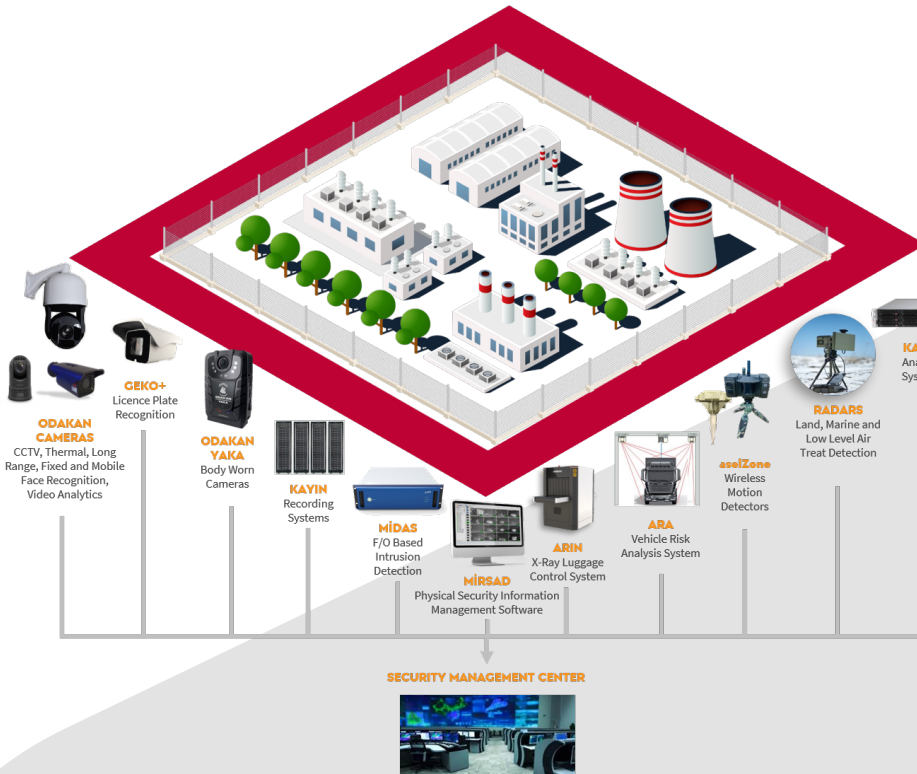 ODAKAN
CAMERAS
CCTV, Thermal, Long
Range, Fixed and Mobile
Face Recognition,
Video Analytics
GEKO+
Licence Plate
Recognition
ODAKAN
YAKA
Body Worn
Cameras
KAYIN
Recording
Systems
MİDAS
F/O Based
Intrusion
Detection
MİRSAD
Physical Security Information
Management Software
ARIN
X-Ray Luggage
Control System
ARA
Vehicle Risk
Analysis System
aselZone
Wireless
Motion
Detectors
RADARS
Land, Marine and
Low Level Air
Treat Detection
KA
Ana
Sys
SECURITY MANAGEMENT CENTER